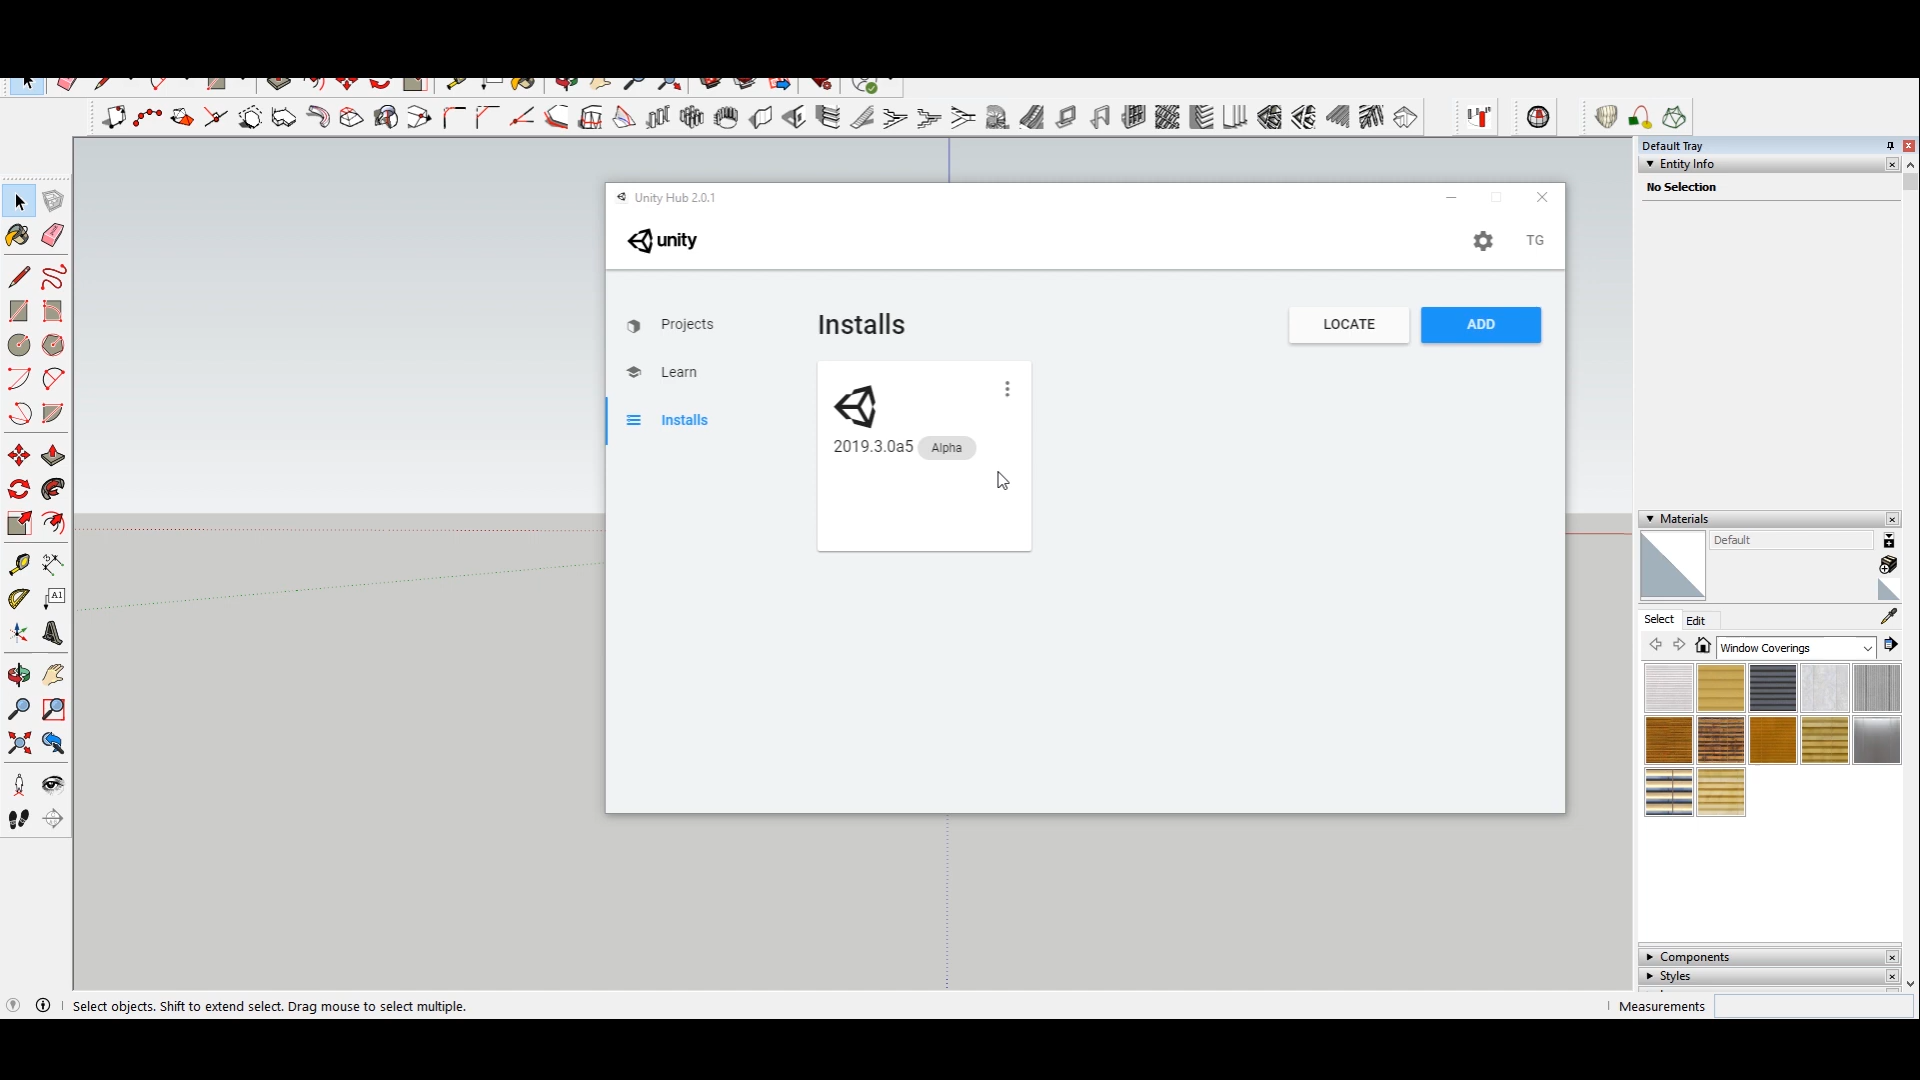 Default Tray
Entity Info
No Selection
Unity Hub 2.0.1
unity
TG
Projects
Learn
Installs
Installs
LOCATE
ADD
2019.3.0a5 Alpha
A1
Materials
Default
Select Edit
Window Coverings
Components
Styles
Select objects. Shift to extend select. Drag mouse to select multiple.
Measurements